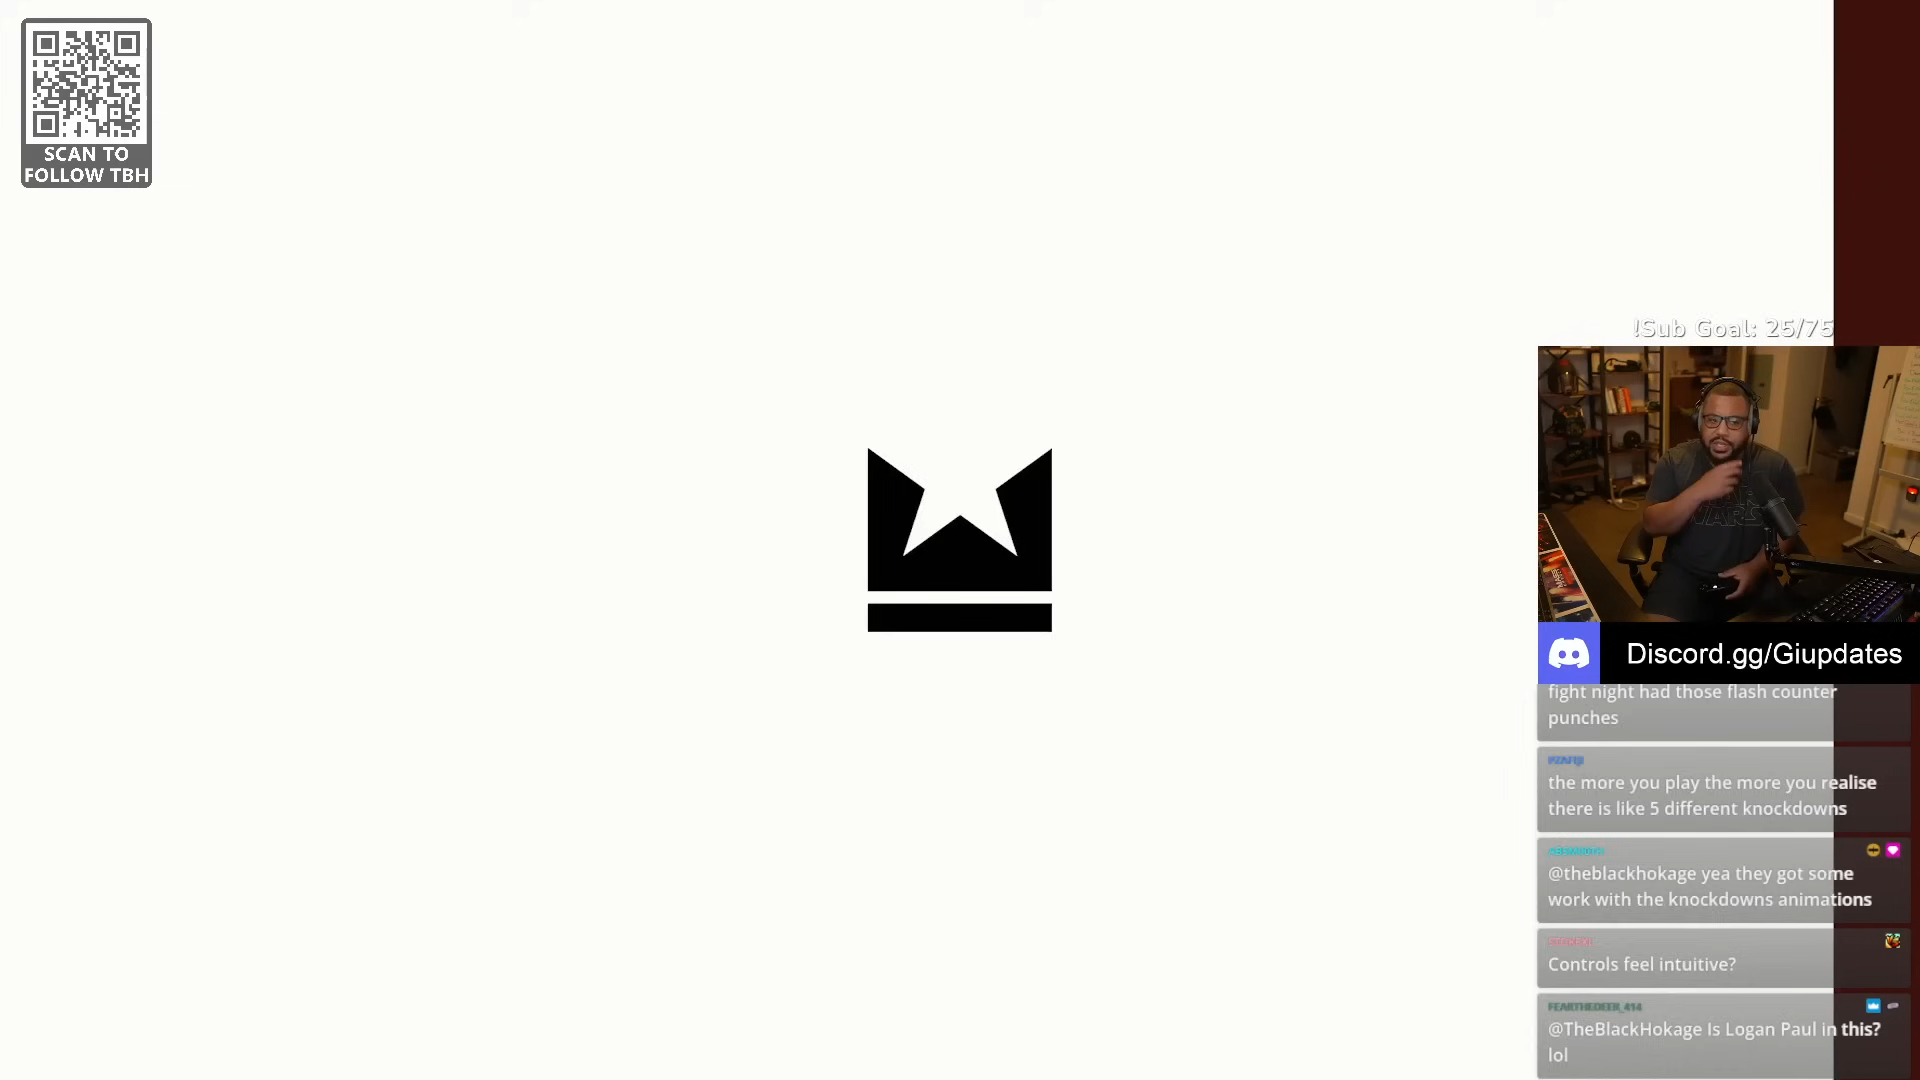 SCAN TO
FOLLOW TBH
!Sub Goal: 25/75
Discord.gg/Giupdates
fight night had those flash counter
punches
the more you play the more you realise
there is like 5 different knockdowns
@theblackhokage yea they got some
work with the knockdowns animations
Controls feel intuitive?
FEARTHEDEER_414
@TheBlackHokage Is Logan Paul in this?
lol